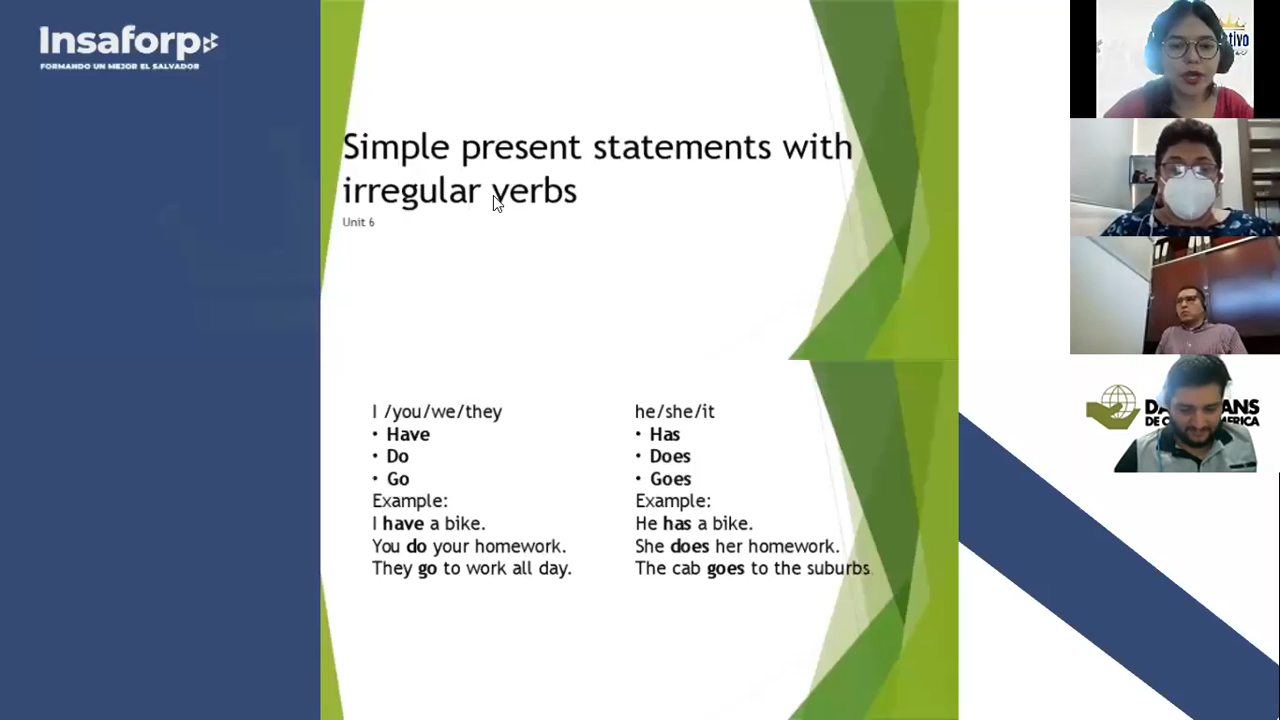 Insaforp
FORMANDO UN MEJOR EL SALVADOR
Simple present statements with
irregular verbs
Unit 6
I /you/we/they
• Have
• Do
• Go
Example:
I have a bike.
You do your homework.
They go to work all day.
he/she/it
• Has
• Does
• Goes
Example:
He has a bike.
She does her homework.
The cab goes to the suburbs.